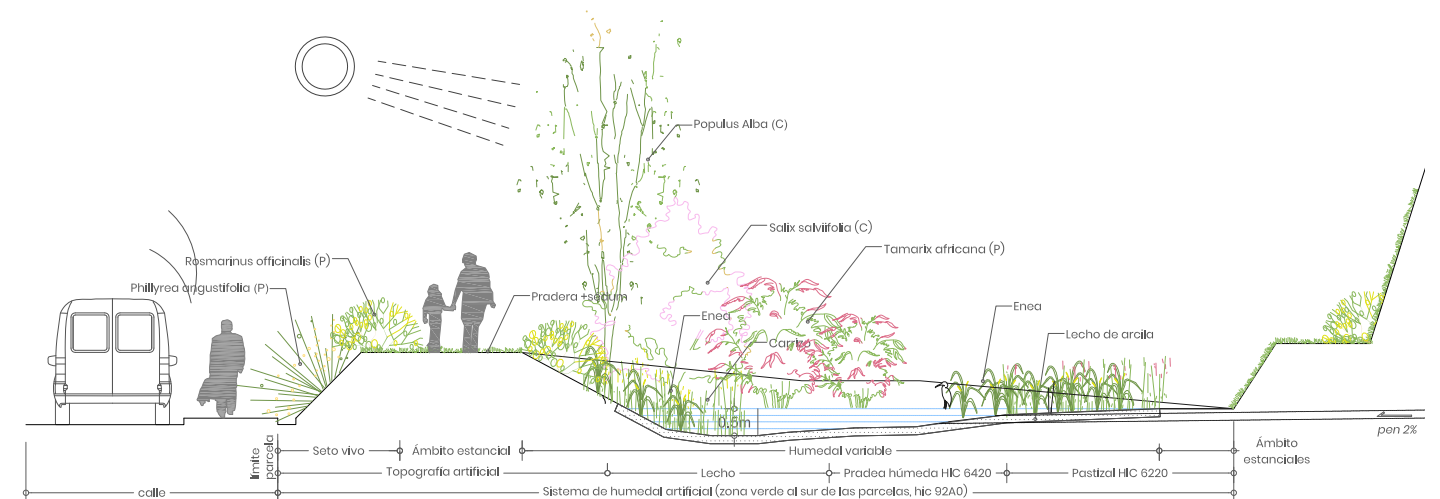 Populus Alba (C)
Salix salviifolia (C)
Tamarix africana (P)
Rosmarinus officinalis (P)
Phillyrea angustifolia (P)
Pradera +sedum
Enea
Enea
Lecho de arcila
Carrizo
0.5m
pen 2%
límite
parcela
Seto vivo
Ámbito estancial
Humedal variable
Ámbito
estanciales
Topografía artificial
Lecho
Pradea húmeda HIC 6420
Pastizal HIC 6220
calle
Sistema de humedal artificial (zona verde al sur de las parcelas, hic 92A0)